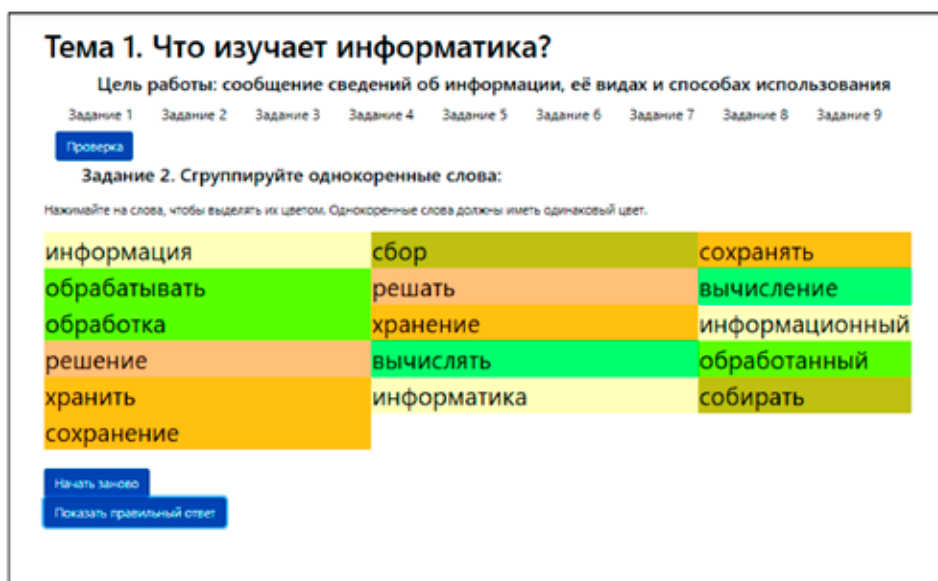 Тема 1. Что изучает информатика?
Цель работы: сообщение сведений об информации, её видах и способах использования
Задание 1 Задание 2 Задание 3 Задание 4 Задание 5 Задание 6 Задание 7 Задание 8 Задание 9
Проверка
Задание 2. Сгруппируйте однокоренные слова:
Нажимайте на слова, чтобы выделять их цветом. Однокоренные слова должны иметь одинаковый цвет.
информация сбор сохранять
обрабатывать решать вычисление
обработка хранение информационный
решение вычислять обработанный
хранить информатика собирать
сохранение
Начать заново
Показать правильный ответ